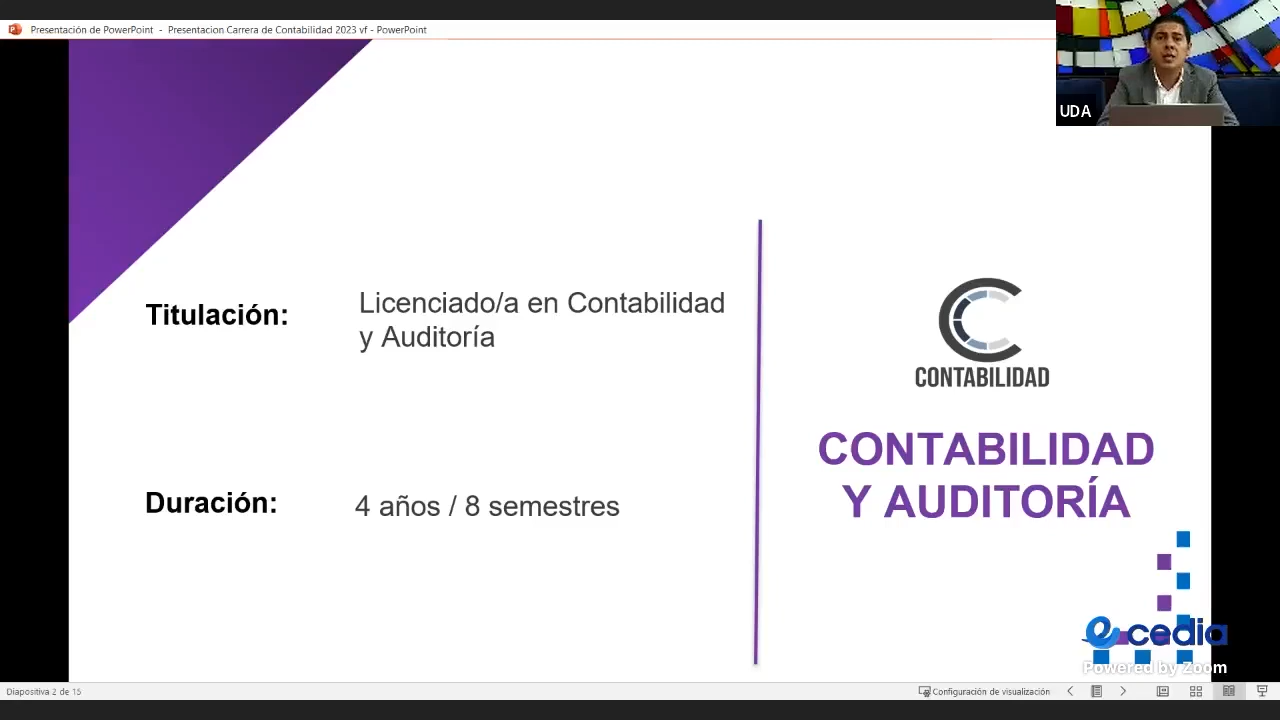 Presentación de PowerPoint - Presentacion Carrera de Contabilidad 2023 vf - PowerPoint
UDA
Titulación:
Licenciado/a en Contabilidad
y Auditoría
Duración:
4 años / 8 semestres
CONTABILIDAD
CONTABILIDAD
Y AUDITORÍA
cedia
Powered by Zoom
Diapositiva 2 de 15
Configuración de visualización